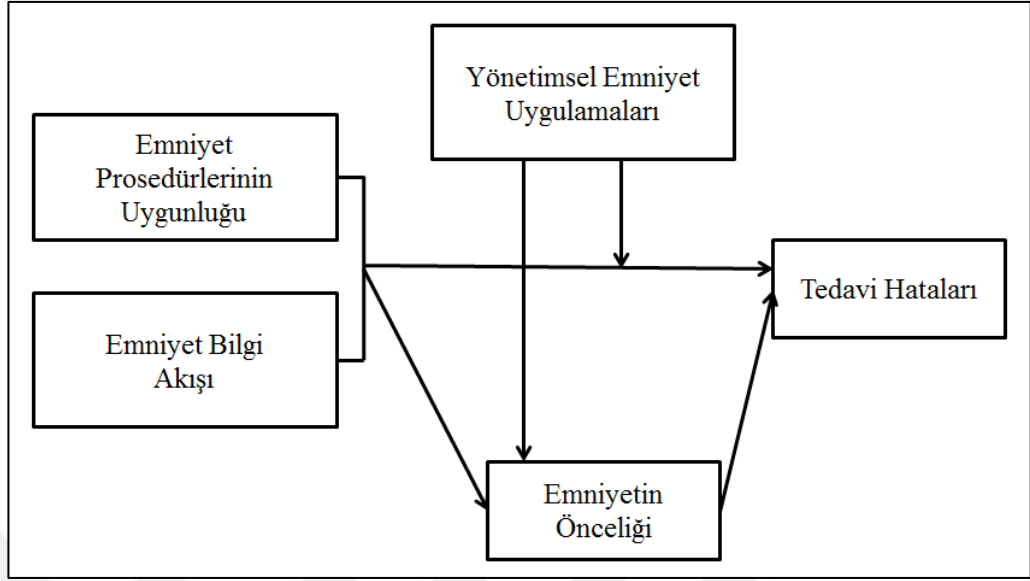 Yönetimsel Emniyet
Uygulamaları
Emniyet
Prosedürlerinin
Uygunluğu
Tedavi Hataları
Emniyet Bilgi
Akışı
Emniyetin
Önceliği